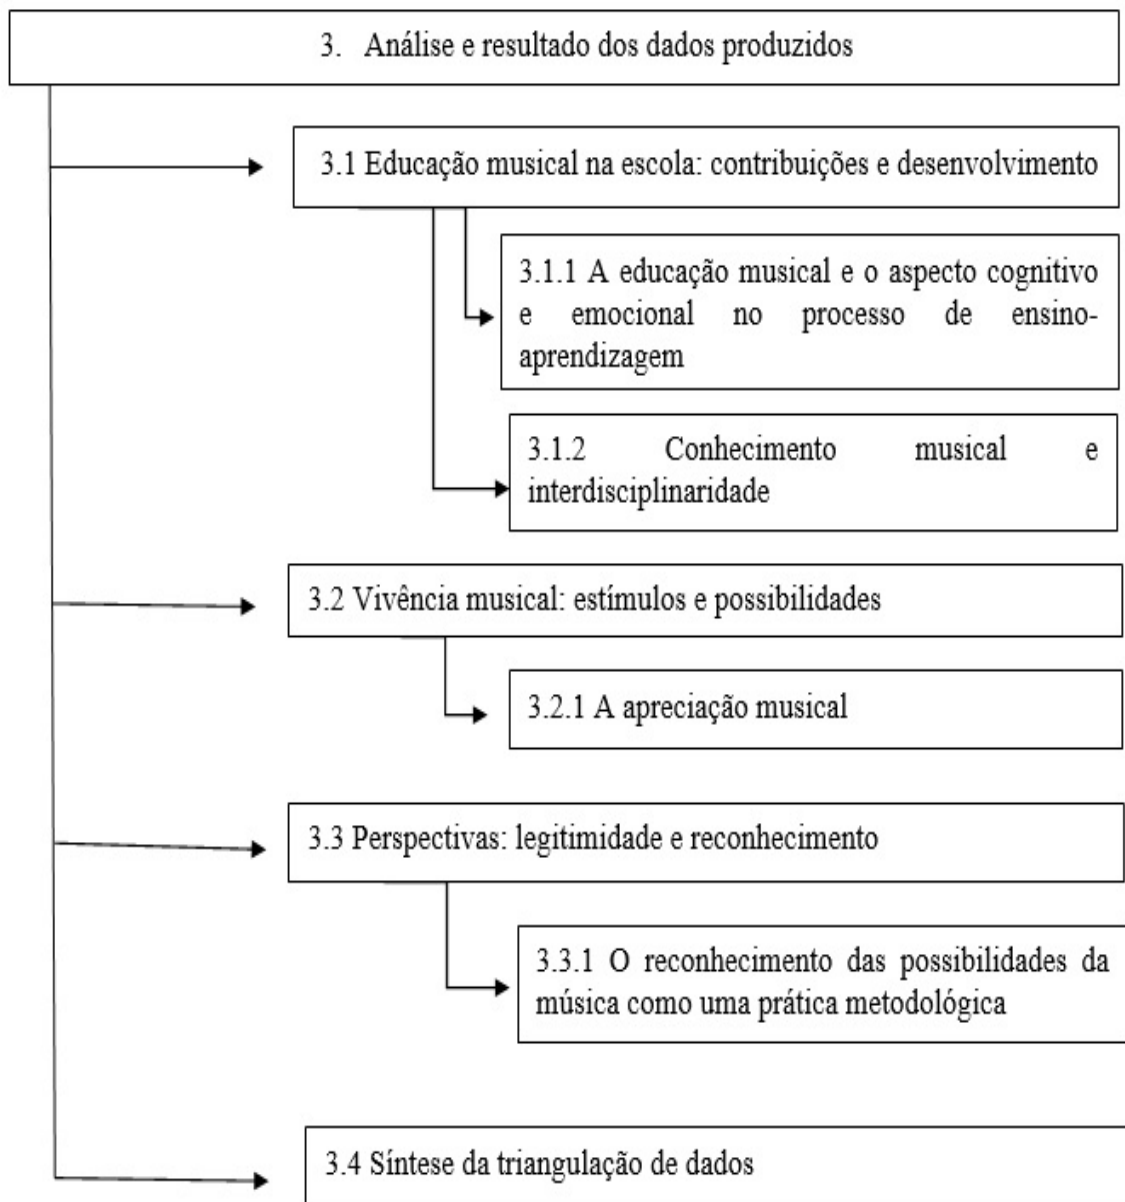 3. Análise e resultado dos dados produzidos
3.1 Educação musical na escola: contribuições e desenvolvimento
3.1.1 A educação musical e o aspecto cognitivo
e emocional no processo de ensino-
aprendizagem
3.1.2 Conhecimento musical e
interdisciplinaridade
3.2 Vivência musical: estímulos e possibilidades
3.2.1 A apreciação musical
3.3 Perspectivas: legitimidade e reconhecimento
3.3.1 O reconhecimento das possibilidades da
música como uma prática metodológica
3.4 Síntese da triangulação de dados